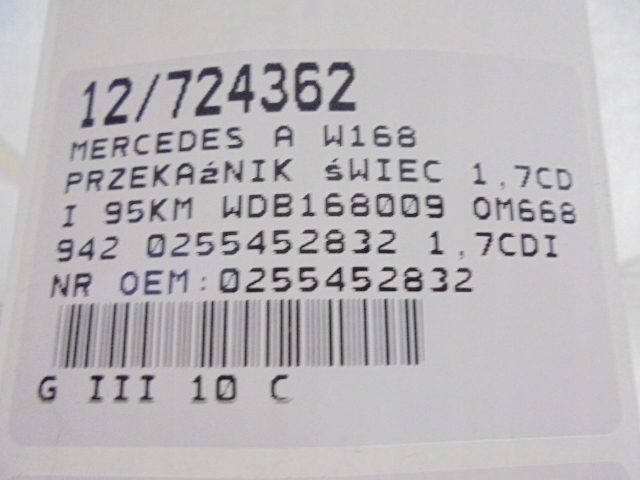 12/724362
MERCEDES A W168
PRZEKAźNIK śWIEC 1,7CD
I 95KM WDB168009 OM668
942 0255452832 1,7CDI
NR OEM:0255452832
G III 10 C